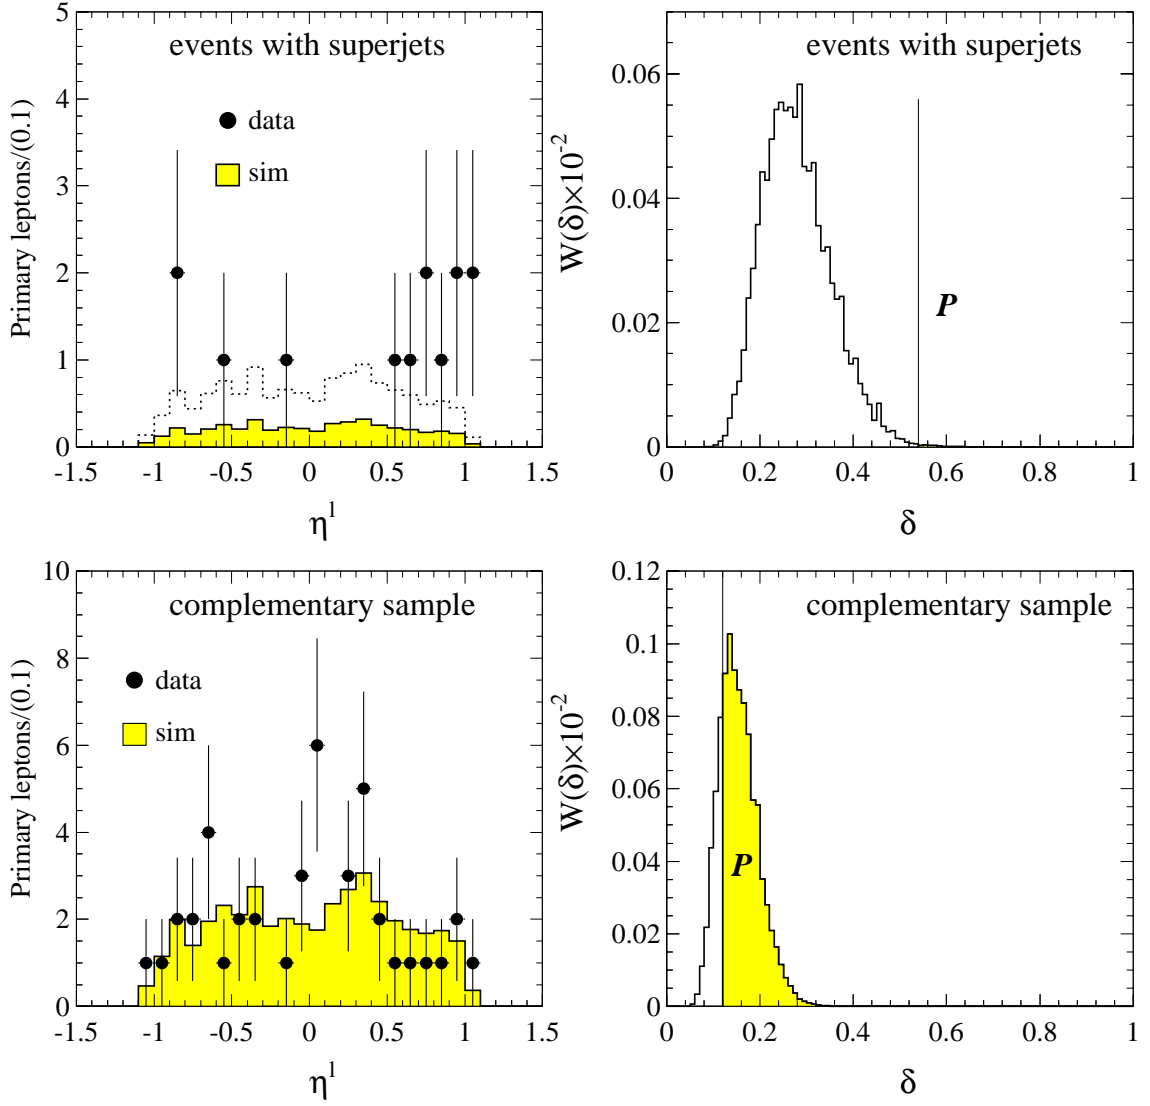 events with superjets
data
sim
Primary leptons/(0.1)
5
4
3
2
1
0
-1.5
-1
-0.5
0
0.5
1
1.5
η^l
events with superjets
W(δ)×10^-2
0.06
0.04
0.02
0
P
0
0.2
0.4
0.6
0.8
1
δ
complementary sample
data
sim
Primary leptons/(0.1)
10
8
6
4
2
0
-1.5
-1
-0.5
0
0.5
1
1.5
η^l
complementary sample
W(δ)×10^-2
0.12
0.1
0.08
0.06
0.04
0.02
0
P
0
0.2
0.4
0.6
0.8
1
δ